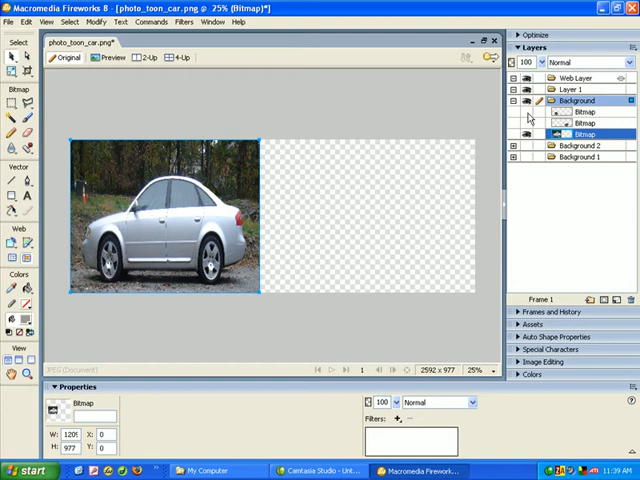 Macromedia Fireworks 8 - [photo_toon_car.png @ 25% (Bitmap)*]
File Edit View Select Modify Text Commands Filters Window Help
Select
Bitmap
Vector
Web
Colors
View
photo_toon_car.png*
Original Preview 2-Up 4-Up
JPEG (Document)
1 2592 x 977 25%
Optimize
Layers
100 Normal
Web Layer
Layer 1
Background
Bitmap
Bitmap
Bitmap
Background 2
Background 1
Frame 1
Frames and History
Assets
Auto Shape Properties
Special Characters
Image Editing
Colors
Properties
Bitmap
100 Normal
Filters:
W: 1209 X: 0
H: 977 Y: 0
start My Computer Camtasia Studio - Unt... Macromedia Firework... 11:39 AM